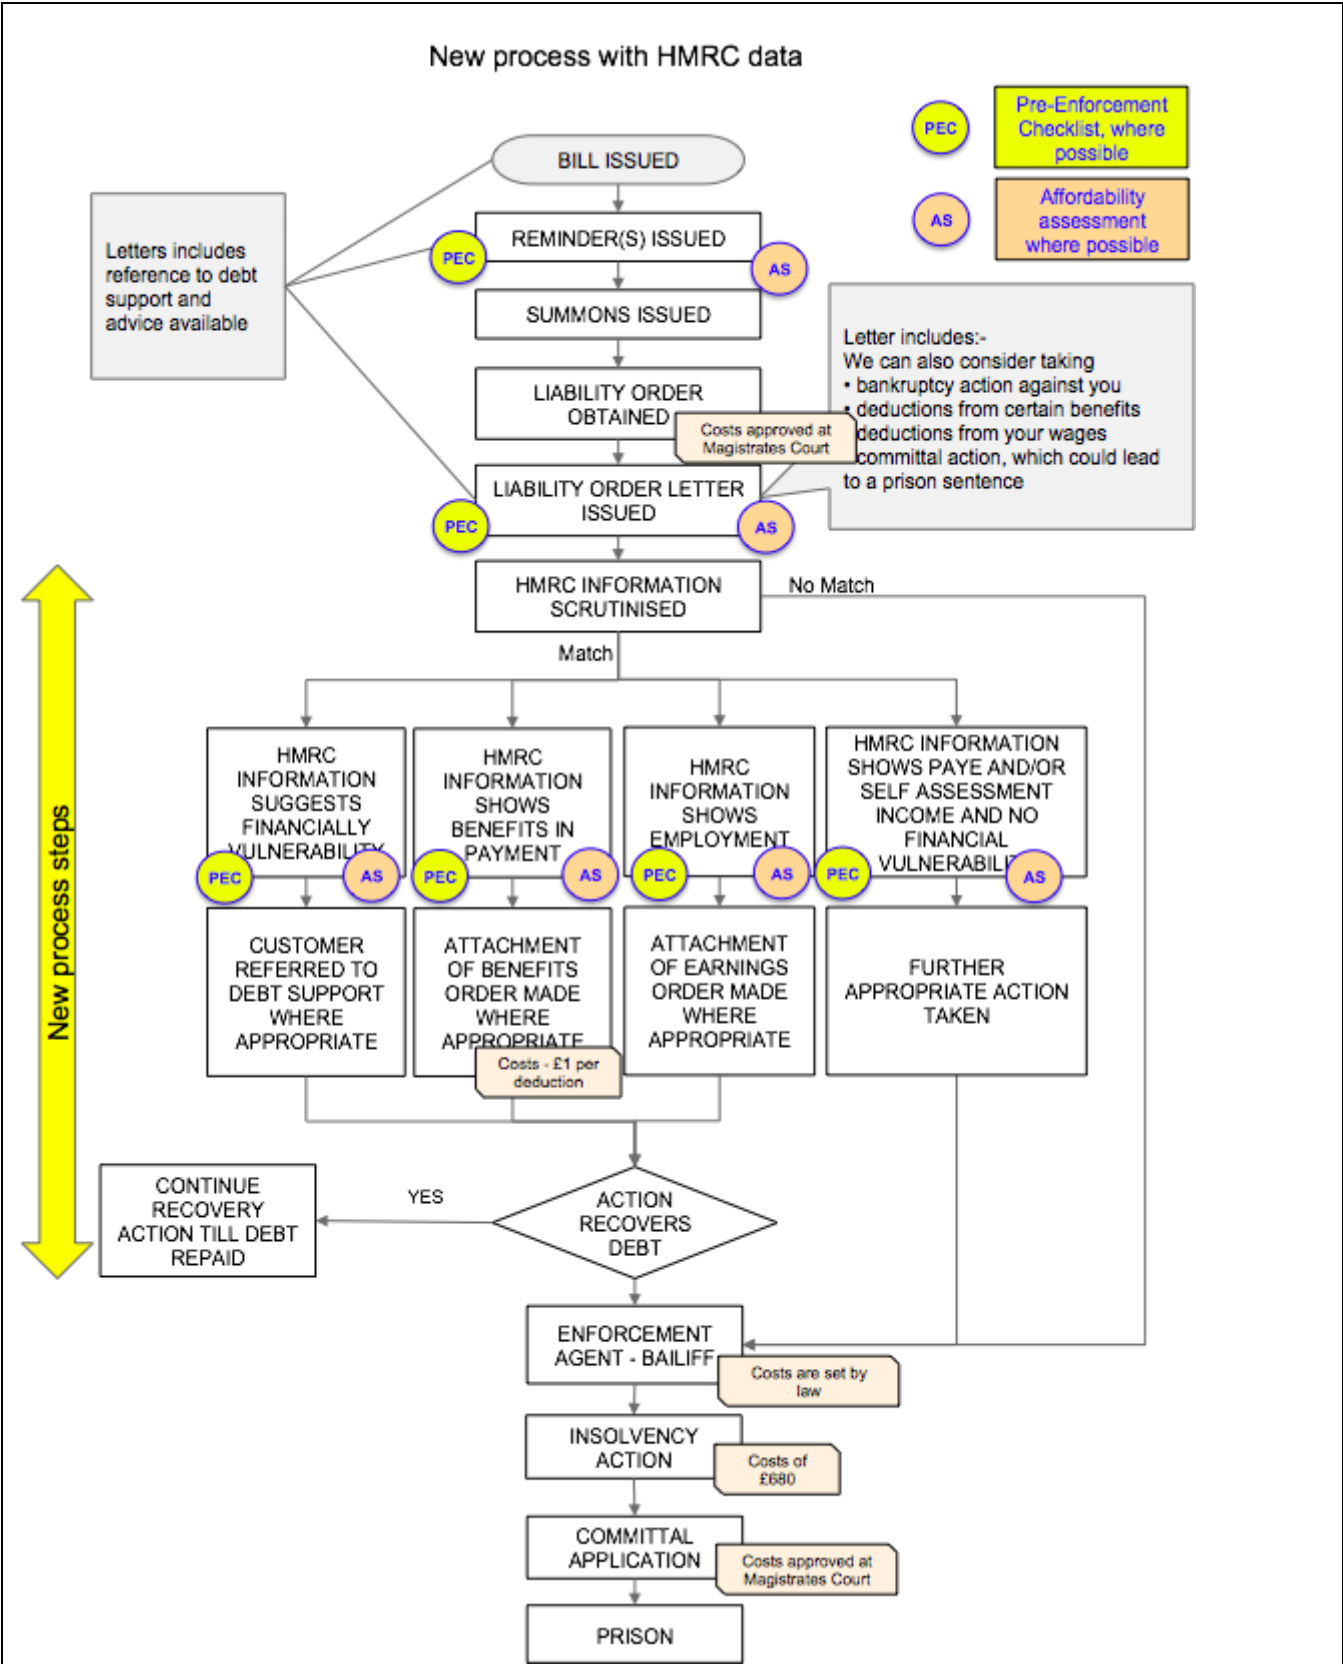 New process with HMRC data
PEC
Pre-Enforcement
Checklist, where
possible
AS
Affordability
assessment
where possible
BILL ISSUED
Letters includes
reference to debt
support and
advice available
REMINDER(S) ISSUED
PEC
AS
SUMMONS ISSUED
Letter includes:-
We can also consider taking
• bankruptcy action against you
• deductions from certain benefits
deductions from your wages
committal action, which could lead
to a prison sentence
LIABILITY ORDER
OBTAINED
Costs approved at
Magistrates Court
LIABILITY ORDER LETTER
ISSUED
PEC
AS
HMRC INFORMATION
SCRUTINISED
No Match
Match
New process steps
HMRC
INFORMATION
SUGGESTS
FINANCIALLY
VULNERABILITY
PEC
AS
HMRC
INFORMATION
SHOWS
BENEFITS IN
PAYMENT
PEC
AS
HMRC
INFORMATION
SHOWS
EMPLOYMENT
PEC
AS
HMRC INFORMATION
SHOWS PAYE AND/OR
SELF ASSESSMENT
INCOME AND NO
FINANCIAL
VULNERABILITY
PEC
AS
CUSTOMER
REFERRED TO
DEBT SUPPORT
WHERE
APPROPRIATE
ATTACHMENT
OF BENEFITS
ORDER MADE
WHERE
APPROPRIATE
Costs - £1 per
deduction
ATTACHMENT
OF EARNINGS
ORDER MADE
WHERE
APPROPRIATE
FURTHER
APPROPRIATE ACTION
TAKEN
CONTINUE
RECOVERY
ACTION TILL DEBT
REPAID
YES
ACTION
RECOVERS
DEBT
ENFORCEMENT
AGENT - BAILIFF
Costs are set by
law
INSOLVENCY
ACTION
Costs of
£680
COMMITTAL
APPLICATION
Costs approved at
Magistrates Court
PRISON